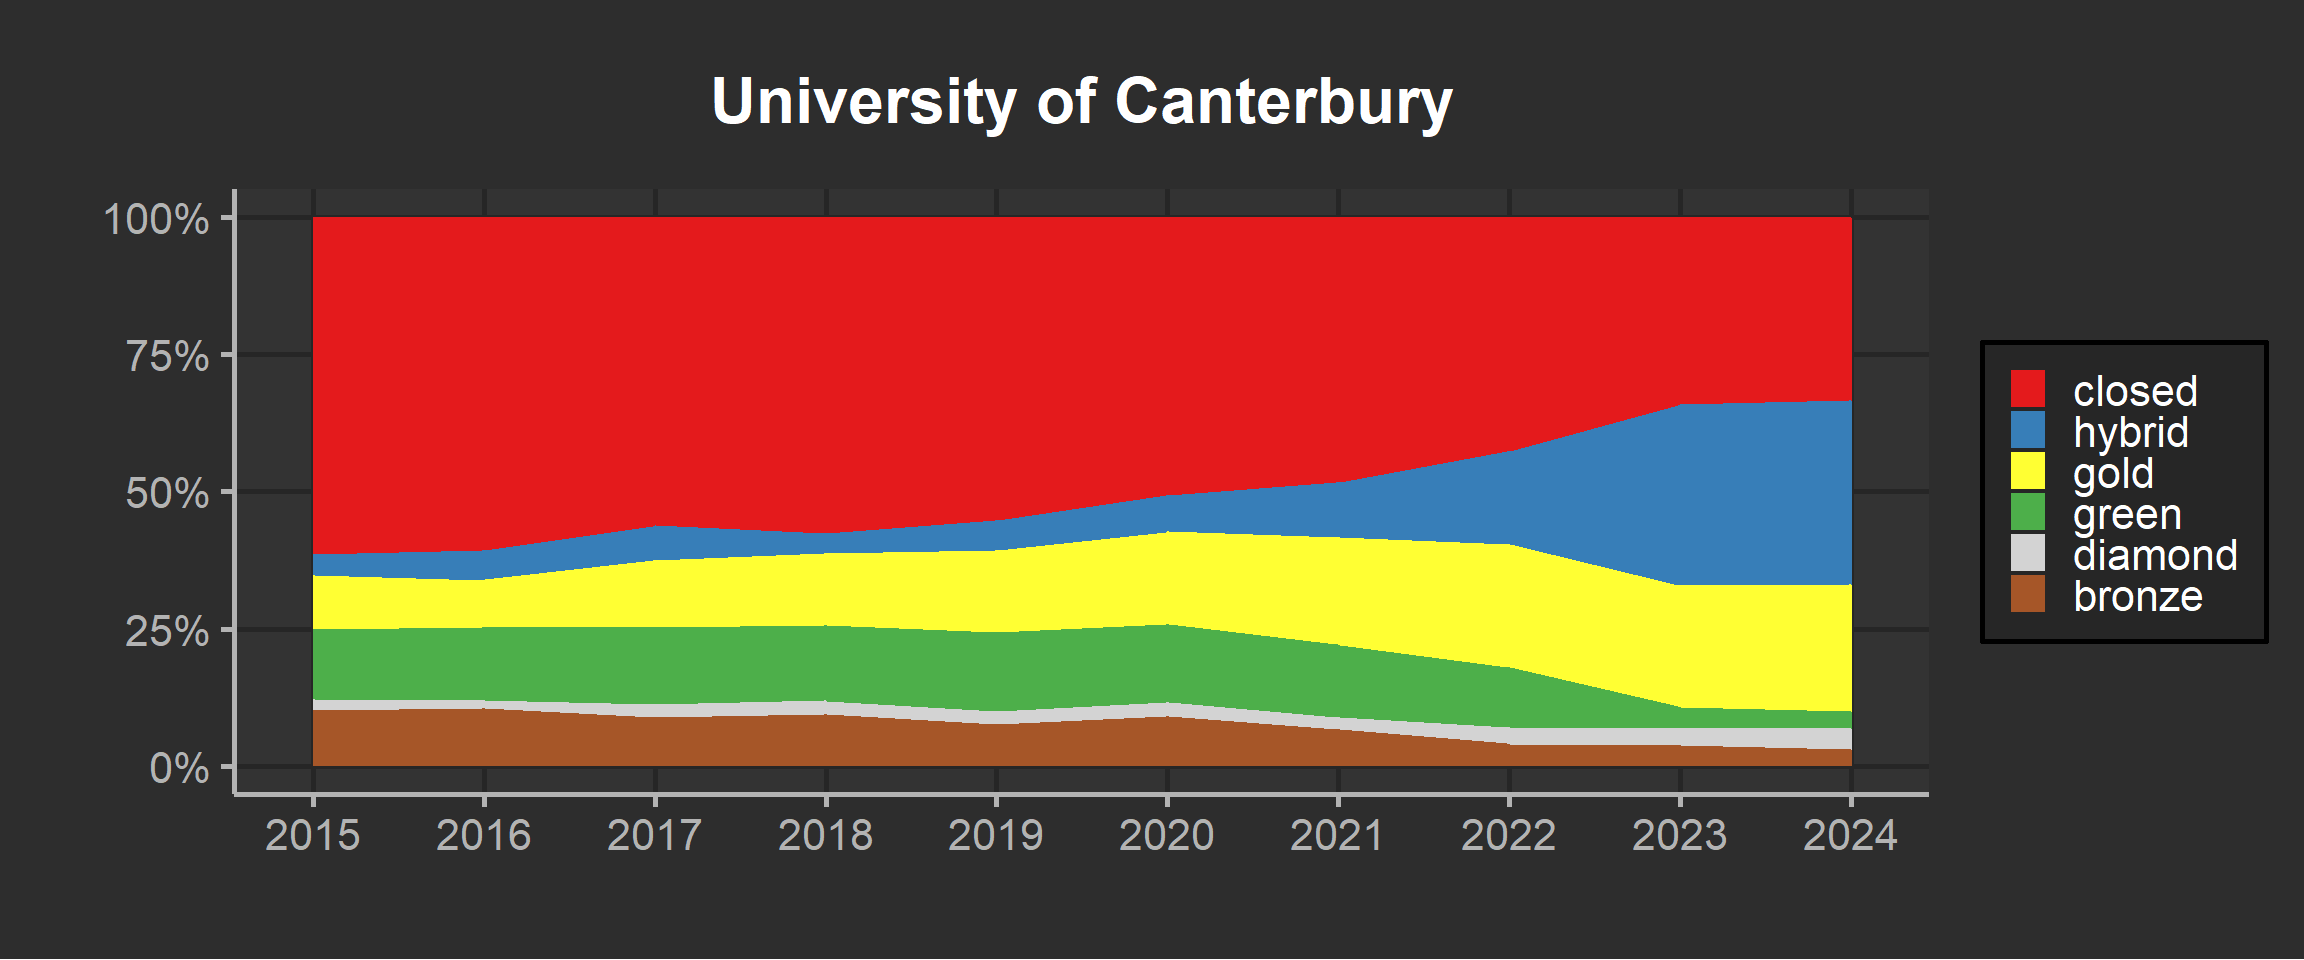 University of Canterbury
100%
75%
50%
25%
0%
2015 2016 2017 2018 2019 2020 2021 2022 2023 2024
closed
hybrid
gold
green
diamond
bronze